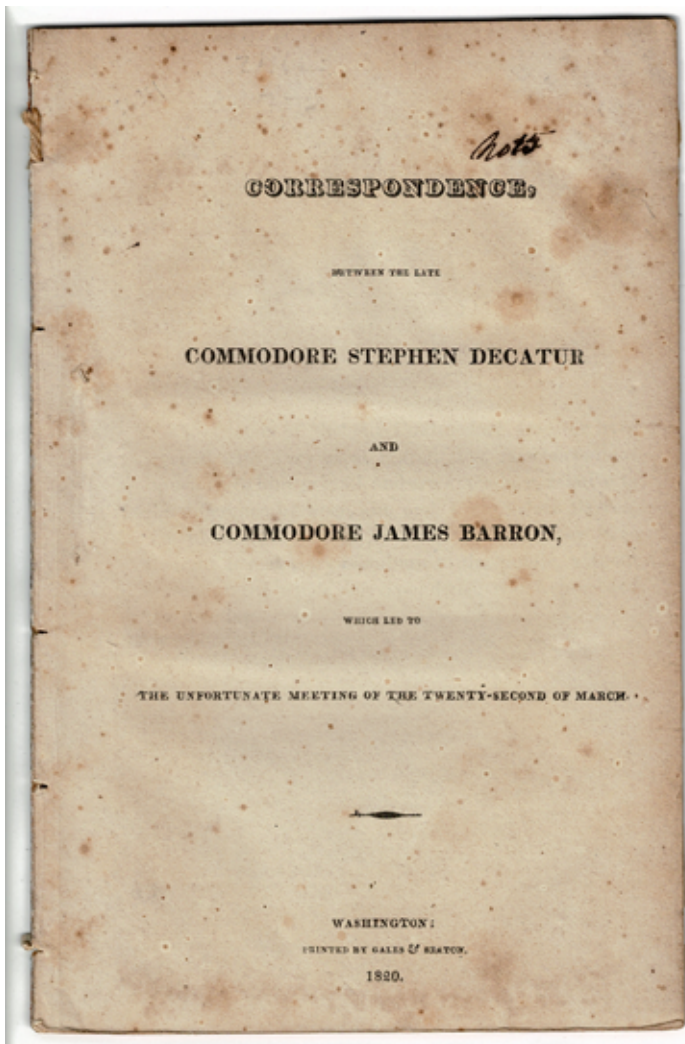 CORRESPONDENCE,
BETWEEN THE LATE
COMMODORE STEPHEN DECATUR
AND
COMMODORE JAMES BARRON,
WHICH LED TO
THE UNFORTUNATE MEETING OF THE TWENTY-SECOND OF MARCH.
WASHINGTON:
PRINTED BY GALES & SEATON.
1820.